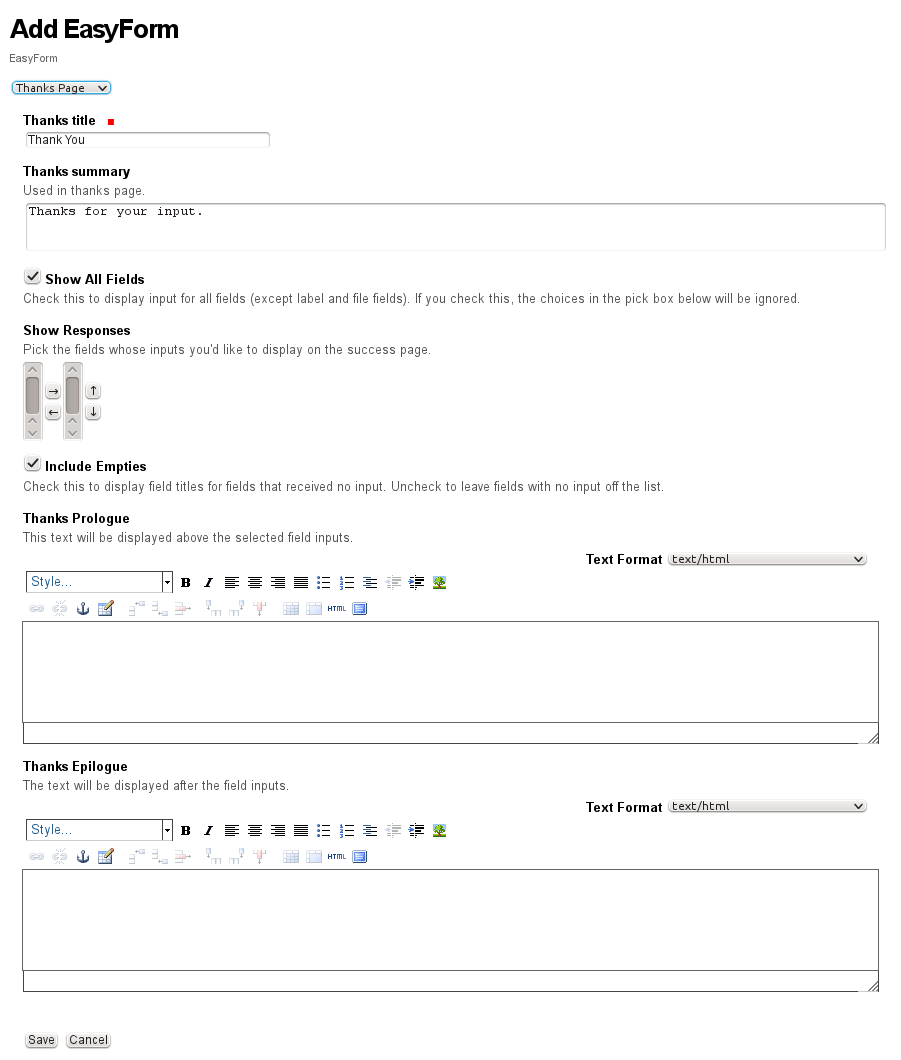 Add EasyForm
EasyForm
Thanks Page
Thanks title
Thank You
Thanks summary
Used in thanks page.
Thanks for your input.
Show All Fields
Check this to display input for all fields (except label and file fields). If you check this, the choices in the pick box below will be ignored.
Show Responses
Pick the fields whose inputs you'd like to display on the success page.
Include Empties
Check this to display field titles for fields that received no input. Uncheck to leave fields with no input off the list.
Thanks Prologue
This text will be displayed above the selected field inputs.
Text Format text/html
Style... B I
HTML
Thanks Epilogue
The text will be displayed after the field inputs.
Text Format text/html
Style... B I
HTML
Save Cancel